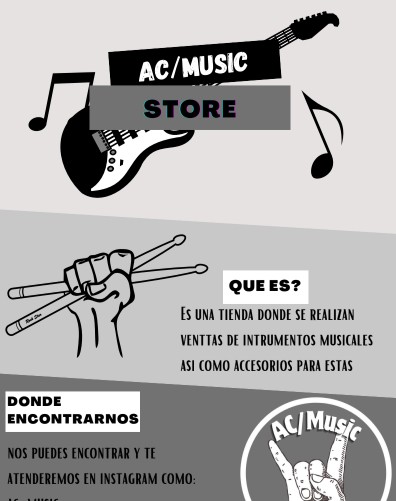 AC/MUSIC
STORE
QUE ES?
ES UNA TIENDA DONDE SE REALIZAN
VENTTAS DE INTRUMENTOS MUSICALES
ASI COMO ACCESORIOS PARA ESTAS
DONDE
ENCONTRARNOS
NOS PUEDES ENCONTRAR Y TE
ATENDEREMOS EN INSTAGRAM COMO:
AC/Music